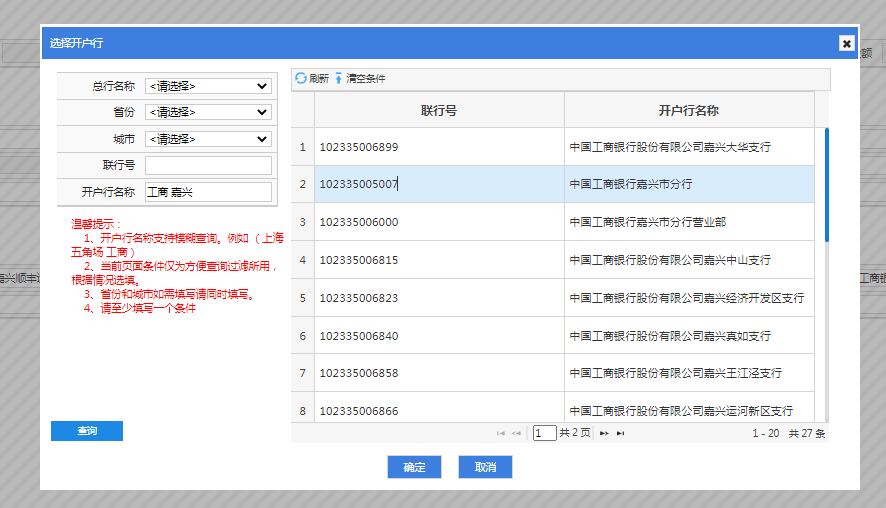 选择开户行
总行名称 <请选择>
省份 <请选择>
城市 <请选择>
联行号
开户行名称 工商 嘉兴
温馨提示：
1、开户行名称支持模糊查询。例如 （上海
五角场 工商）
2、当前页面条件仅为方便查询过滤所用，
根据情况选填。
3、省份和城市如需填写请同时填写。
4、请至少填写一个条件
查询
刷新 清空条件
联行号 开户行名称
1 102335006899 中国工商银行股份有限公司嘉兴大华支行
2 102335005007 中国工商银行嘉兴市分行
3 102335006000 中国工商银行嘉兴市分行营业部
4 102335006815 中国工商银行股份有限公司嘉兴中山支行
5 102335006823 中国工商银行股份有限公司嘉兴经济开发区支行
6 102335006840 中国工商银行股份有限公司嘉兴真如支行
7 102335006858 中国工商银行股份有限公司嘉兴王江泾支行
8 102335006866 中国工商银行股份有限公司嘉兴运河新区支行
1 共 2 页 1 - 20 共 27 条
确定 取消
嘉兴顺丰
工商银
额